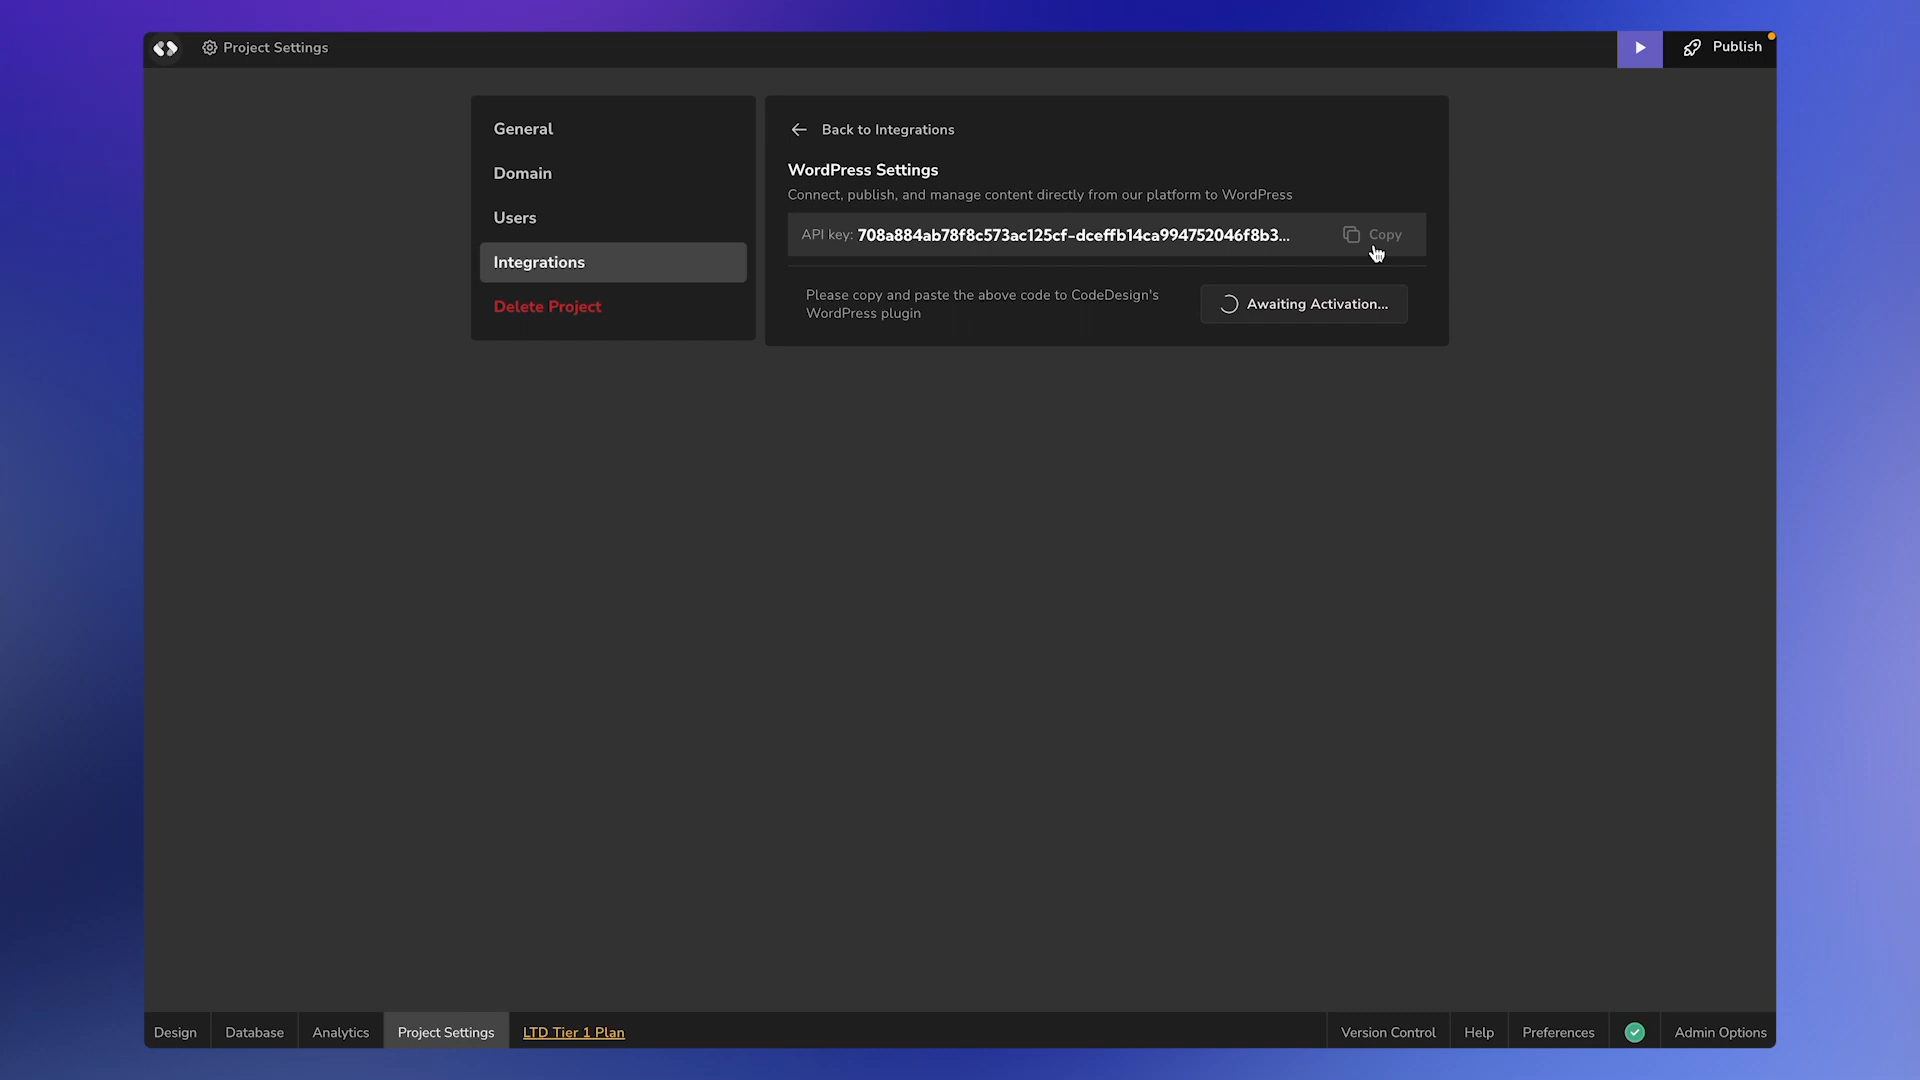 Project Settings
Publish
General
Domain
Users
Integrations
Delete Project
Back to Integrations
WordPress Settings
Connect, publish, and manage content directly from our platform to WordPress
API key: 708a884ab78f8c573ac125cf-dceffb14ca994752046f8b3...
Copy
Please copy and paste the above code to CodeDesign's
WordPress plugin
Awaiting Activation...
Design
Database
Analytics
Project Settings
LTD Tier 1 Plan
Version Control
Help
Preferences
Admin Options